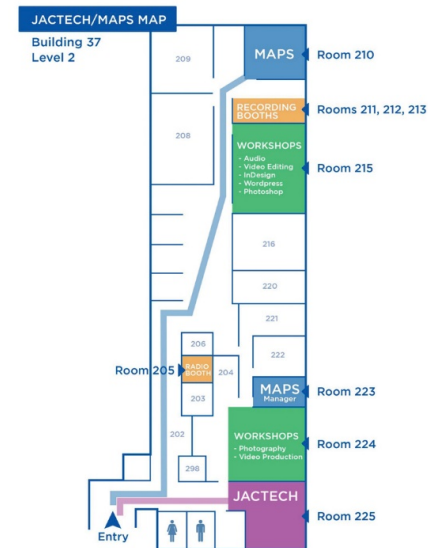 JACTECH/MAPS MAP
Building 37
Level 2
209
MAPS
Room 210
RECORDING
BOOTHS
Rooms 211, 212, 213
208
WORKSHOPS
- Audio
- Video Editing
- InDesign
- Wordpress
- Photoshop
Room 215
216
220
221
222
206
Room 205
RADIO
BOOTH
204
203
MAPS
Manager
Room 223
202
WORKSHOPS
- Photography
- Video Production
Room 224
298
JACTECH
Room 225
Entry